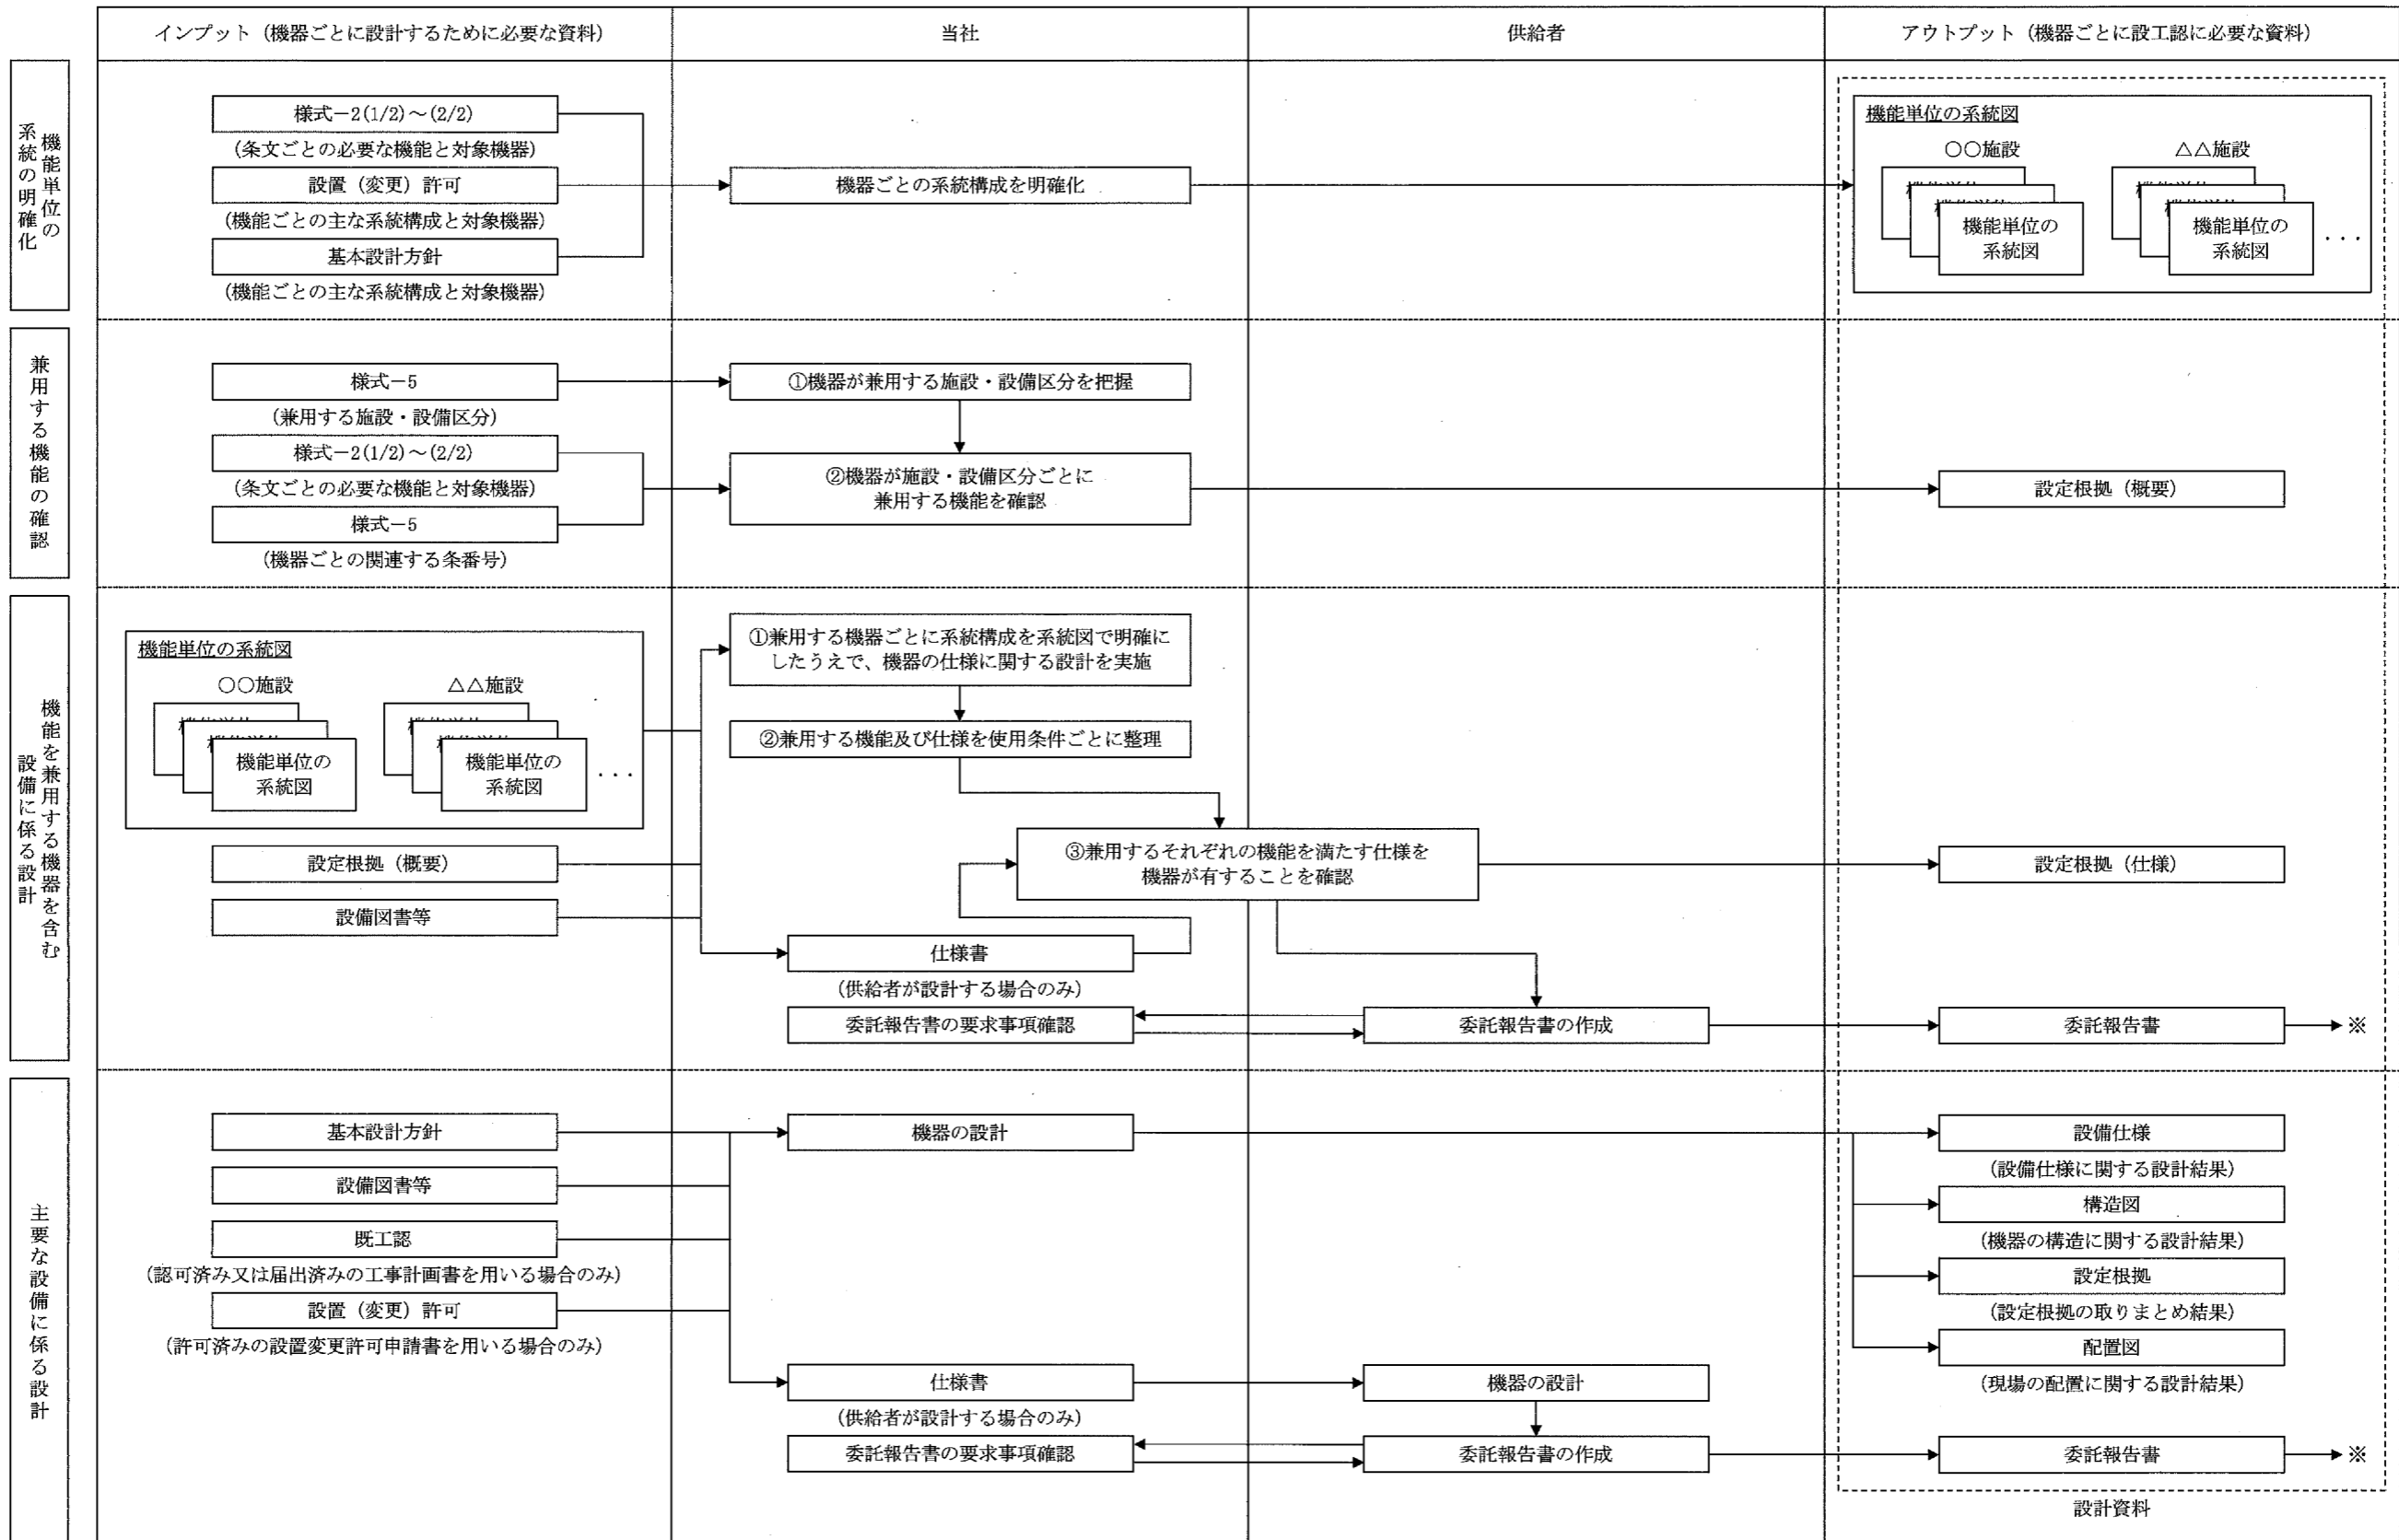 インプット（機器ごとに設計するために必要な資料）
当社
供給者
アウトプット（機器ごとに設工認に必要な資料）
機能単位の
系統の明確化
様式－2(1/2)～(2/2)
(条文ごとの必要な機能と対象機器)
設置（変更）許可
(機能ごとの主な系統構成と対象機器)
基本設計方針
(機能ごとの主な系統構成と対象機器)
機器ごとの系統構成を明確化
機能単位の系統図
〇〇施設
△△施設
機能単位の
系統図
機能単位の
系統図
・・・
兼用する機能の確認
様式－5
(兼用する施設・設備区分)
様式－2(1/2)～(2/2)
(条文ごとの必要な機能と対象機器)
様式－5
(機器ごとの関連する条番号)
①機器が兼用する施設・設備区分を把握
②機器が施設・設備区分ごとに
兼用する機能を確認
設定根拠（概要）
機能を兼用する機器を含む
設備に係る設計
機能単位の系統図
〇〇施設
△△施設
機能単位の
系統図
機能単位の
系統図
・・・
設定根拠（概要）
設備図書等
①兼用する機器ごとに系統構成を系統図で明確に
したうえで、機器の仕様に関する設計を実施
②兼用する機能及び仕様を使用条件ごとに整理
③兼用するそれぞれの機能を満たす仕様を
機器が有することを確認
設定根拠（仕様）
仕様書
(供給者が設計する場合のみ)
委託報告書の要求事項確認
委託報告書の作成
委託報告書
※
主要な設備に係る設計
基本設計方針
設備図書等
既工認
(認可済み又は届出済みの工事計画書を用いる場合のみ)
設置（変更）許可
(許可済みの設置変更許可申請書を用いる場合のみ)
機器の設計
設備仕様
(設備仕様に関する設計結果)
構造図
(機器の構造に関する設計結果)
設定根拠
(設定根拠の取りまとめ結果)
配置図
(現場の配置に関する設計結果)
仕様書
(供給者が設計する場合のみ)
機器の設計
委託報告書の要求事項確認
委託報告書の作成
委託報告書
※
設計資料